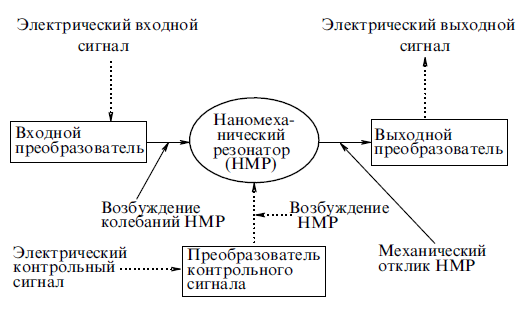 Электрический входной
сигнал
Электрический выходной
сигнал
Входной
преобразователь
Наномеха-
нический
резонатор
(НМР)
Выходной
преобразователь
Возбуждение
колебаний НМР
Возбуждение
НМР
Электрический
контрольный
сигнал
Преобразователь
контрольного
сигнала
Механический
отклик НМР